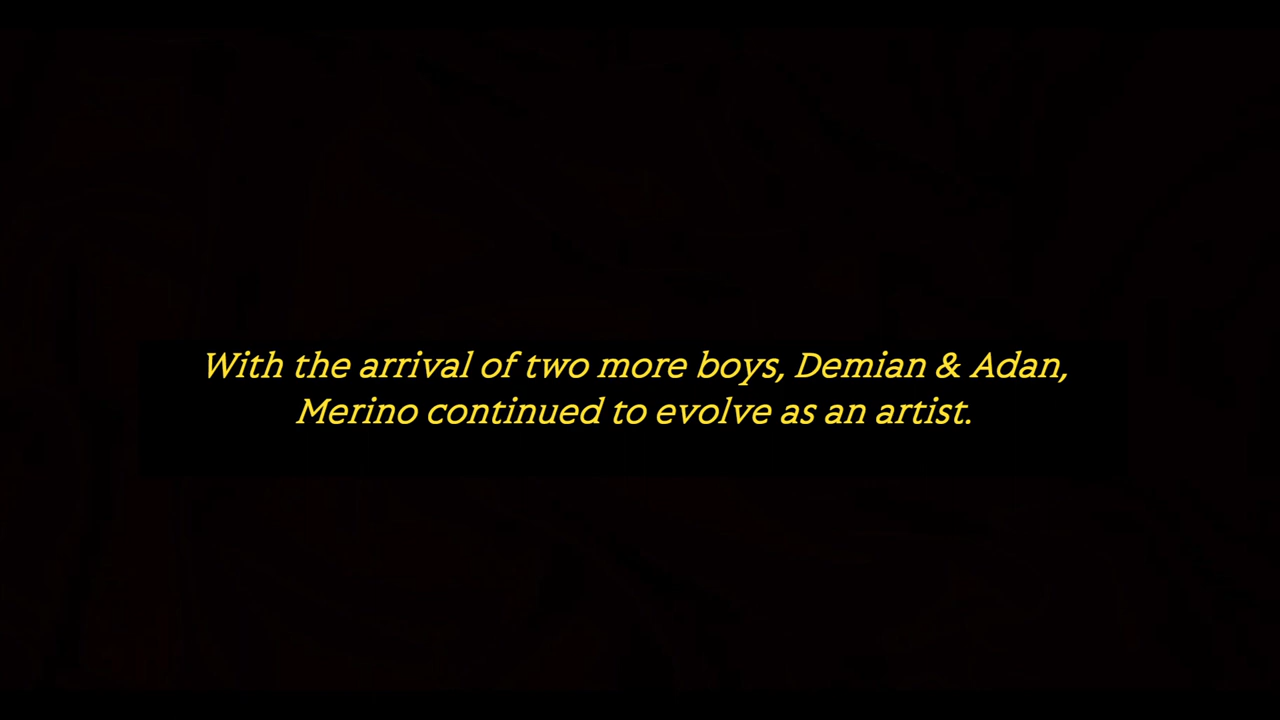 With the arrival of two more boys, Demian & Adan,
Merino continued to evolve as an artist.